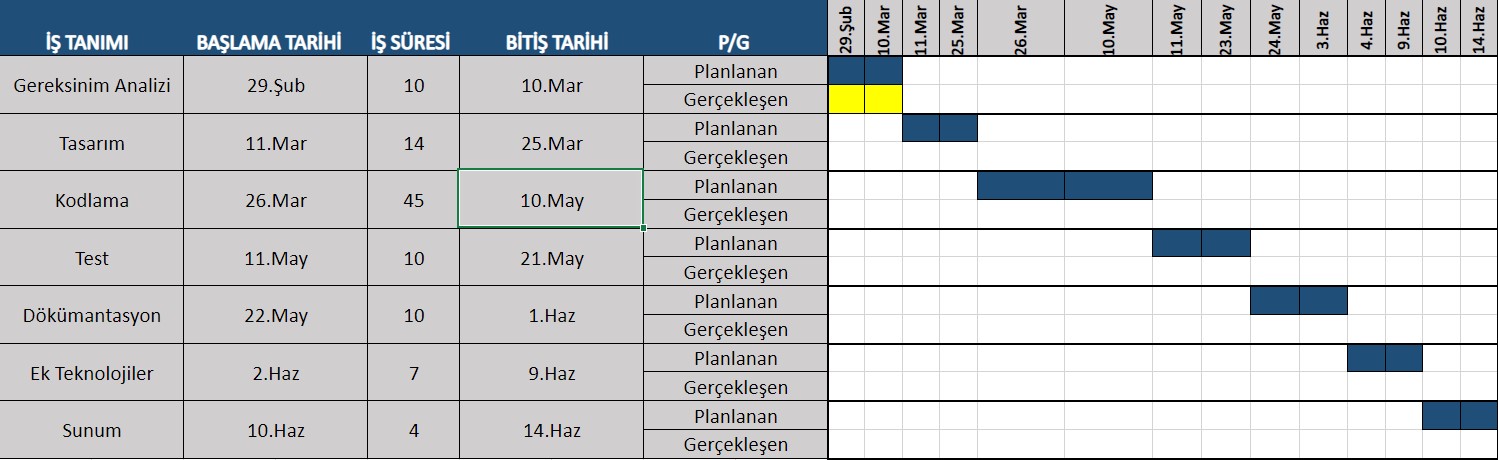 İŞ TANIMI BAŞLAMA TARİHİ İŞ SÜRESİ BİTİŞ TARİHİ P/G 29.Şub 10.Mar 11.Mar 25.Mar 26.Mar 10.May 11.May 23.May 24.May 3.Haz 4.Haz 9.Haz 10.Haz 14.Haz
Gereksinim Analizi 29.Şub 10 10.Mar Planlanan
Gerçekleşen
Tasarım 11.Mar 14 25.Mar Planlanan
Gerçekleşen
Kodlama 26.Mar 45 10.May Planlanan
Gerçekleşen
Test 11.May 10 21.May Planlanan
Gerçekleşen
Dökümantasyon 22.May 10 1.Haz Planlanan
Gerçekleşen
Ek Teknolojiler 2.Haz 7 9.Haz Planlanan
Gerçekleşen
Sunum 10.Haz 4 14.Haz Planlanan
Gerçekleşen